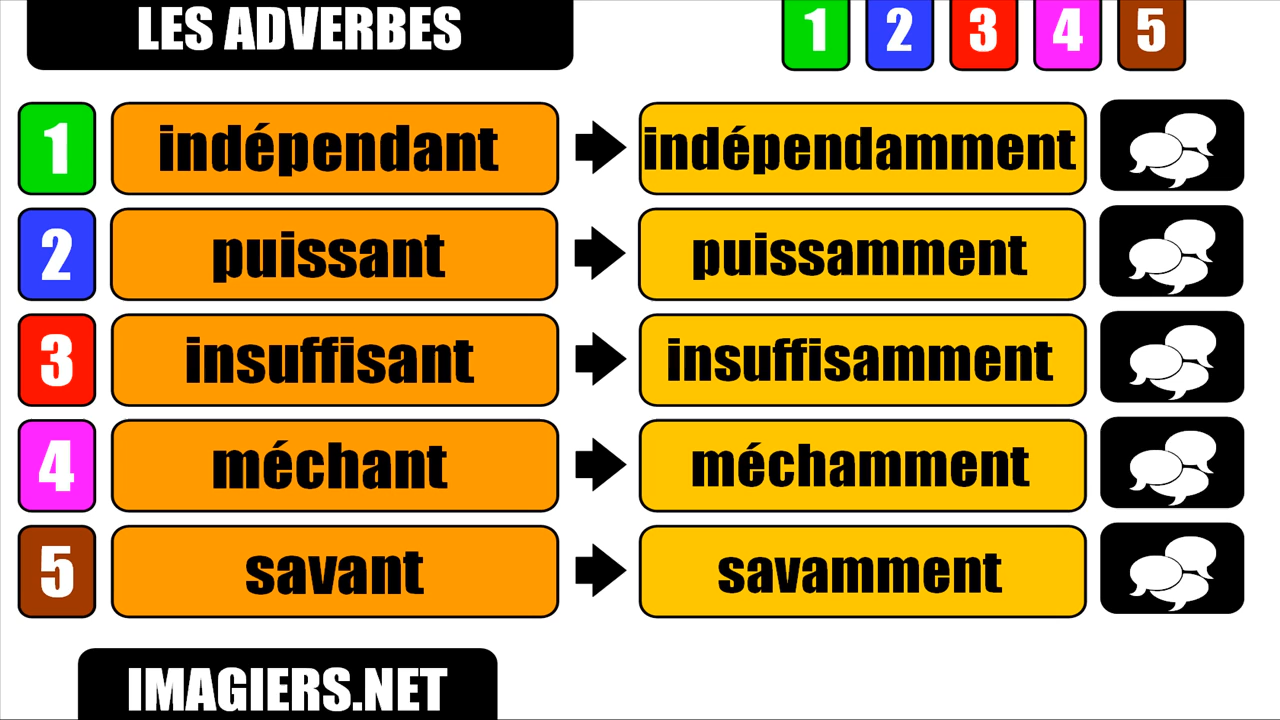 LES ADVERBES
1 2 3 4 5
1 indépendant indépendamment
2 puissant puissamment
3 insuffisant insuffisamment
4 méchant méchamment
5 savant savamment
IMAGIERS.NET